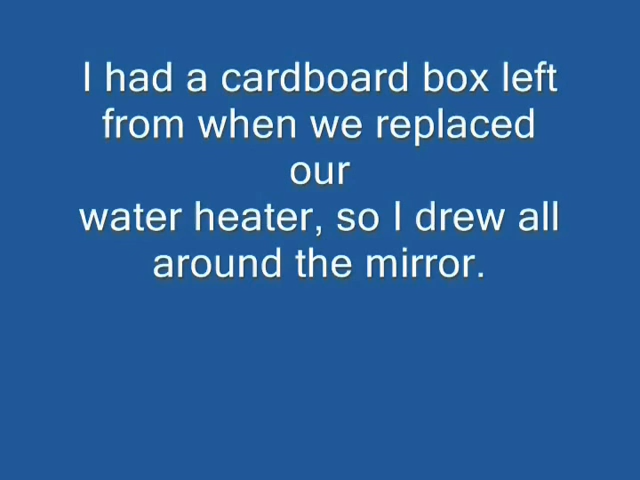 I had a cardboard box left
from when we replaced
our
water heater, so I drew all
around the mirror.